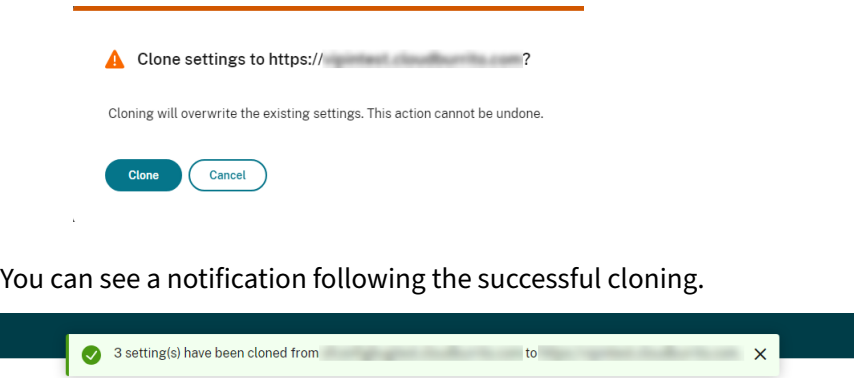 Clone settings to https:// ?
Cloning will overwrite the existing settings. This action cannot be undone.
Clone Cancel
You can see a notification following the successful cloning.
3 setting(s) have been cloned from to